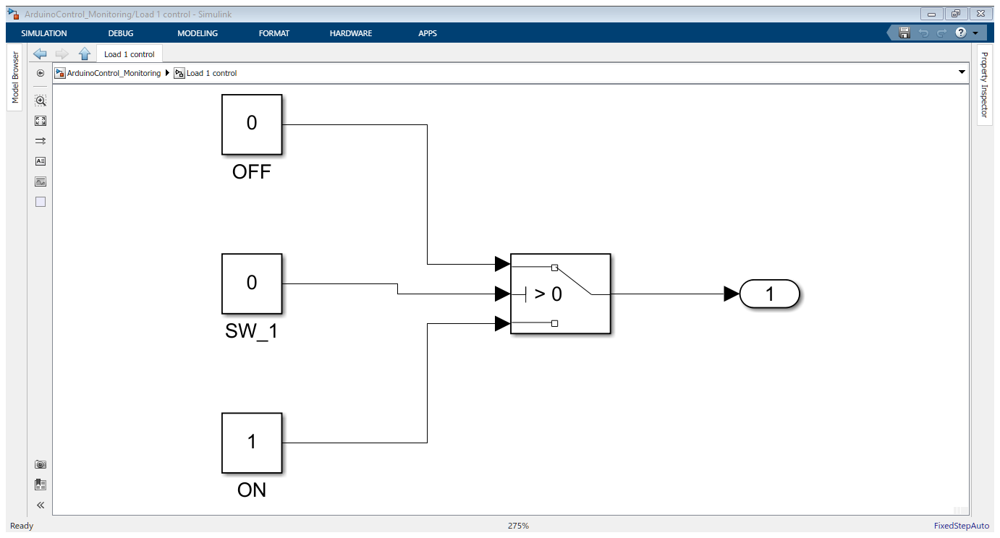 ArduinoControl_Monitoring/Load 1 control - Simulink
SIMULATION DEBUG MODELING FORMAT HARDWARE APPS
?
Model Browser
Load 1 control
Property Inspector
ArduinoControl_Monitoring Load 1 control
0
OFF
0
SW_1
> 0
1
1
ON
Ready 275% FixedStepAuto